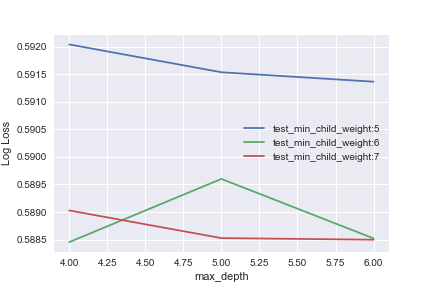 0.5920
0.5915
0.5910
0.5905
0.5900
0.5895
0.5890
0.5885
Log Loss
test_min_child_weight:5
test_min_child_weight:6
test_min_child_weight:7
4.00 4.25 4.50 4.75 5.00 5.25 5.50 5.75 6.00
max_depth